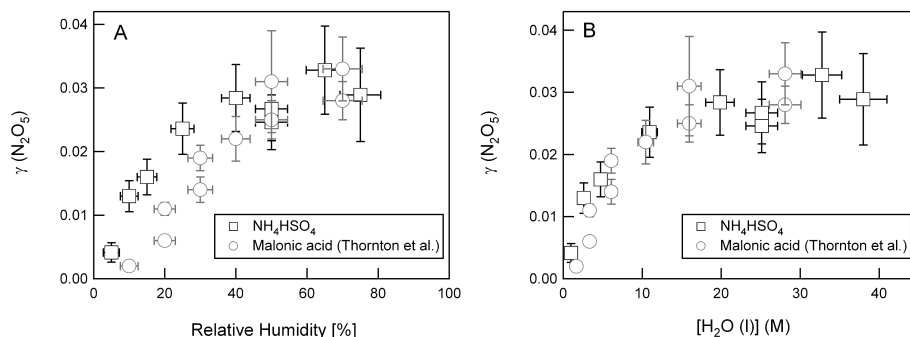 A
0.04
0.03
0.02
0.01
0.00
γ (N₂O₅)
0
20
40
60
80
100
Relative Humidity [%]
NH₄HSO₄
Malonic acid (Thornton et al.)
B
0.04
0.03
0.02
0.01
0.00
γ (N₂O₅)
0
10
20
30
40
[H₂O (l)] (M)
NH₄HSO₄
Malonic acid (Thornton et al.)